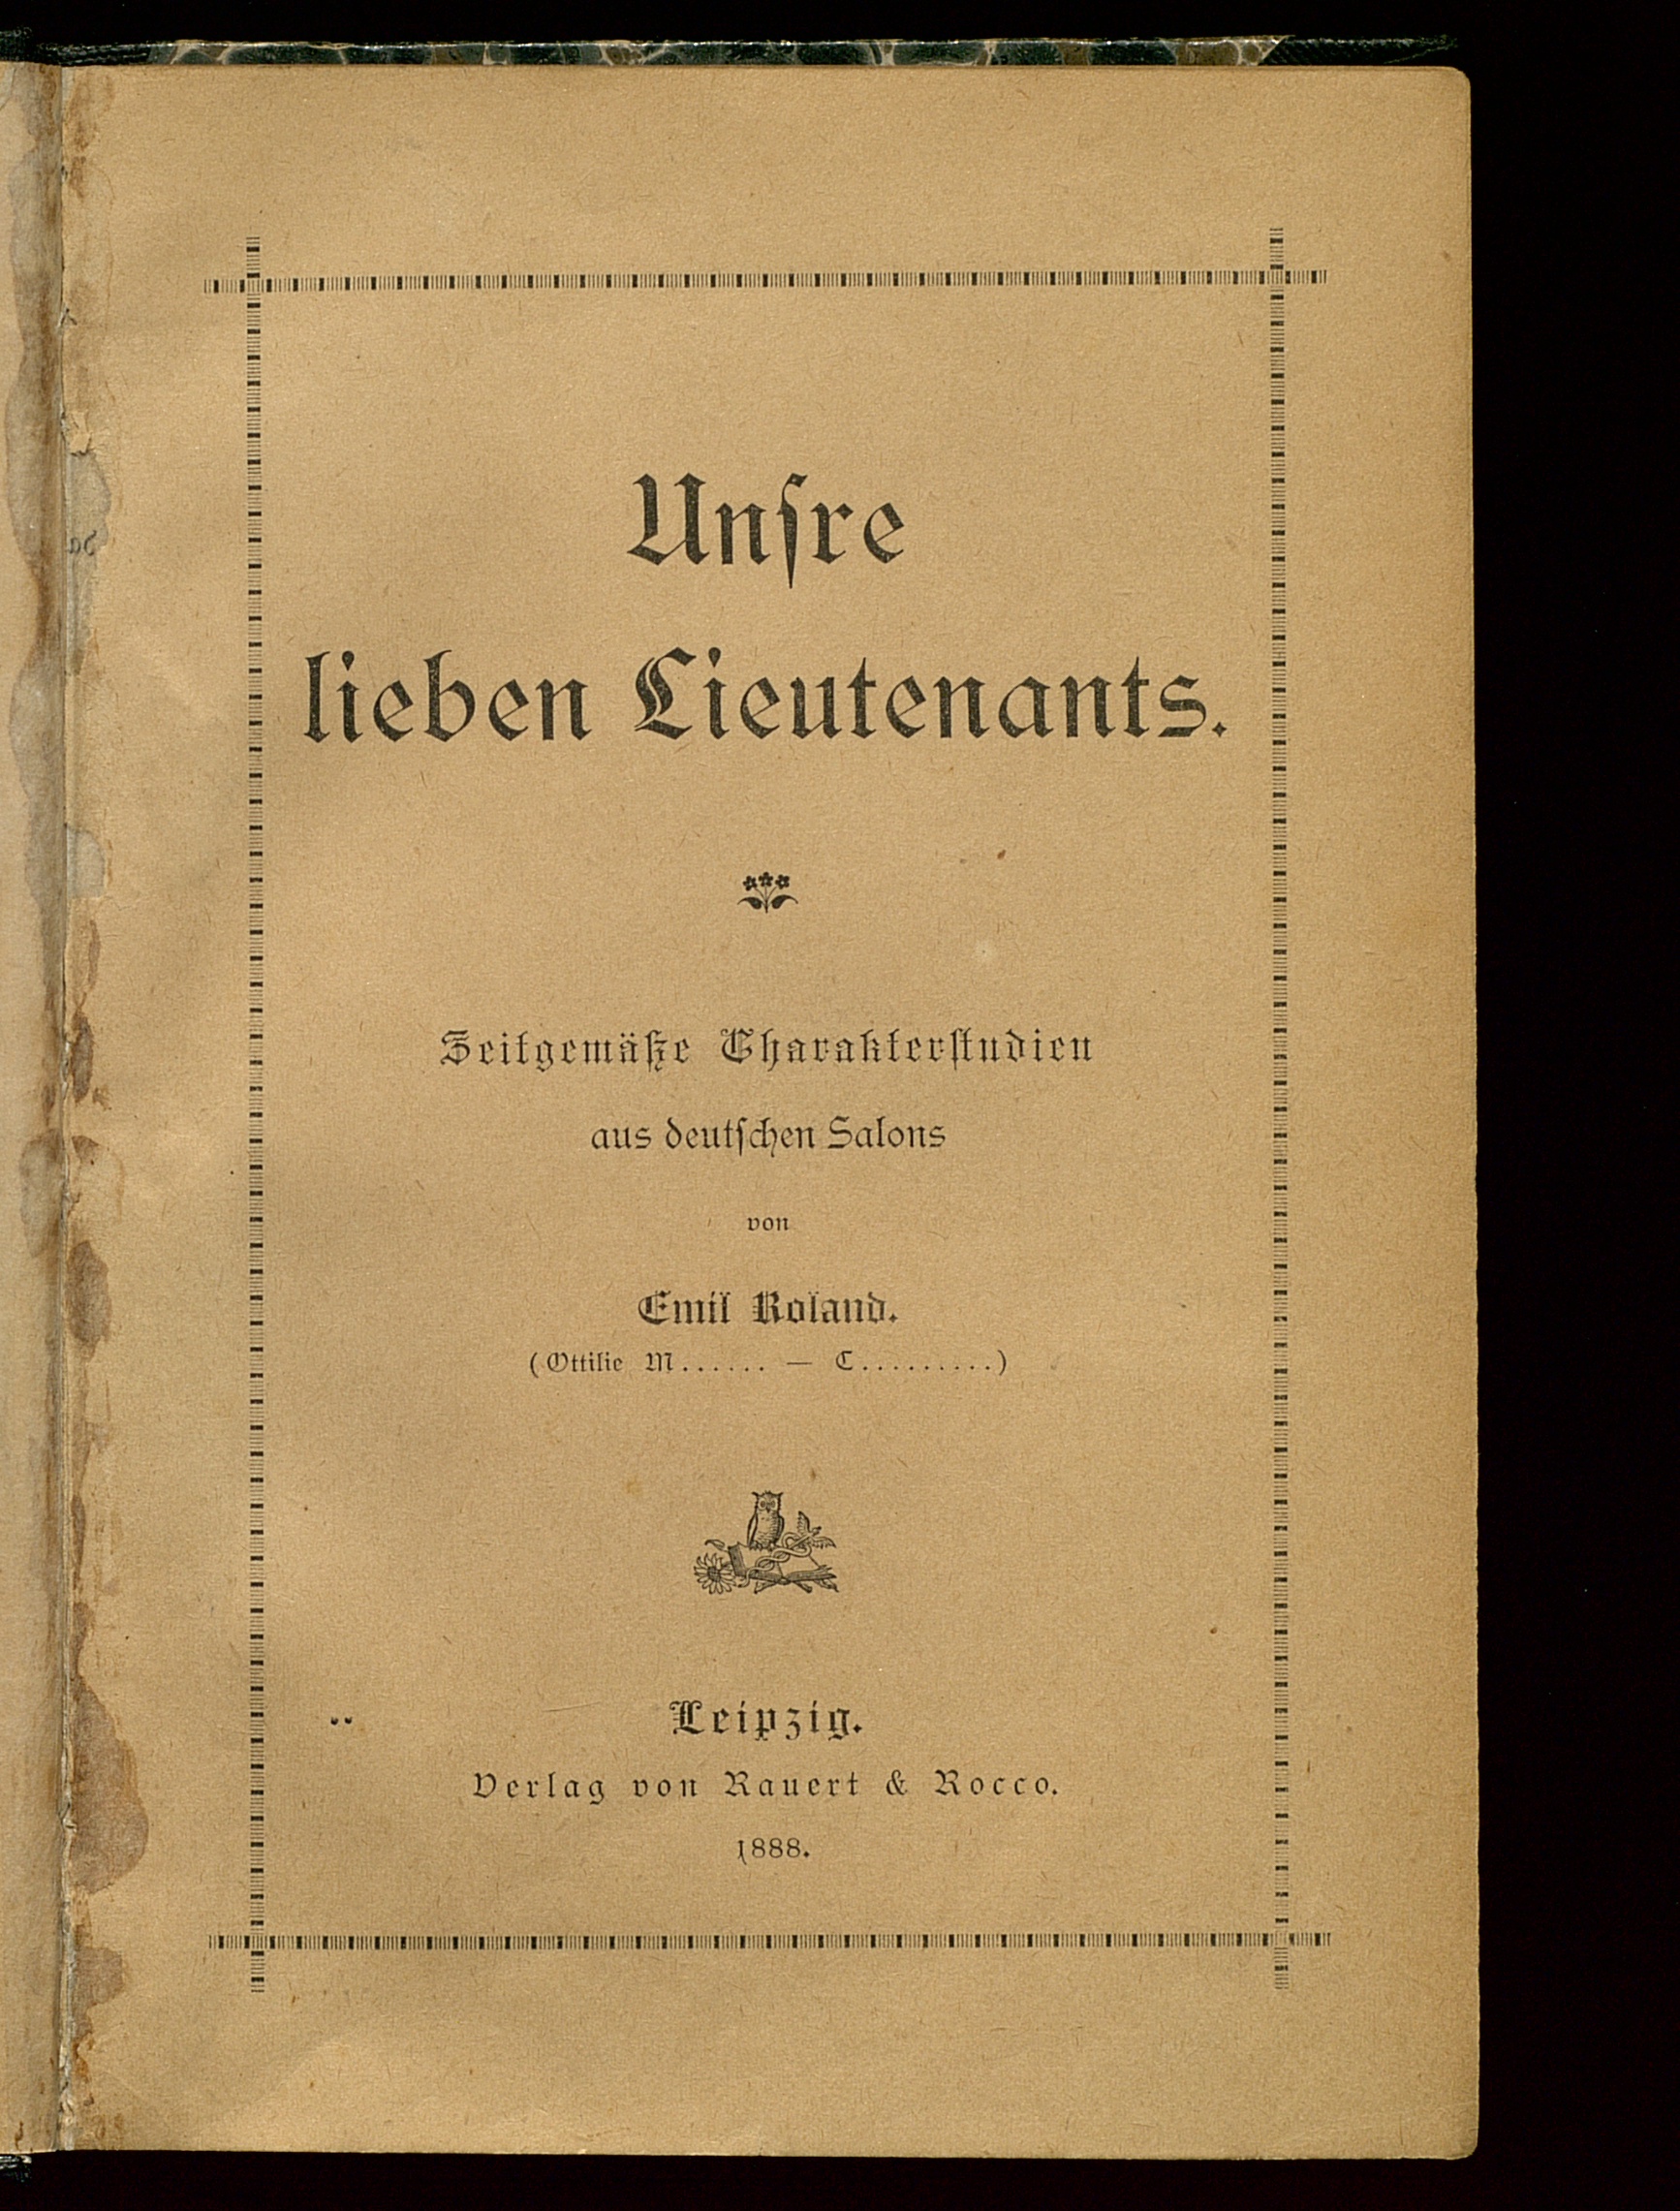 Unſre
lieben Lieutenants.
Zeitgemäße Charakterſtudien
aus deutſchen Salons
von
Emil Roland.
(Ottilie M...... — C.........)
Leipzig.
Verlag von Rauert & Rocco.
1888.